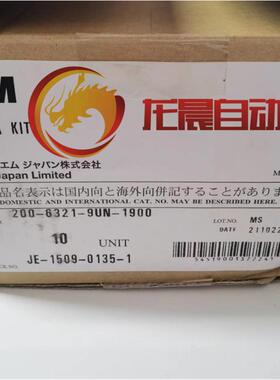 M
KIT
龙晨自动
エム ジャパン株式会社
Japan Limited
品名表示は国内向と海外向併記する事があります
DOMESTIC AND INTERNATIONAL CAT. NO. MAY BE USED HERE.
200-6321-9UN-1900
LOT.NO. MS
10 UNIT
DATE 211022
JE-1509-0135-1